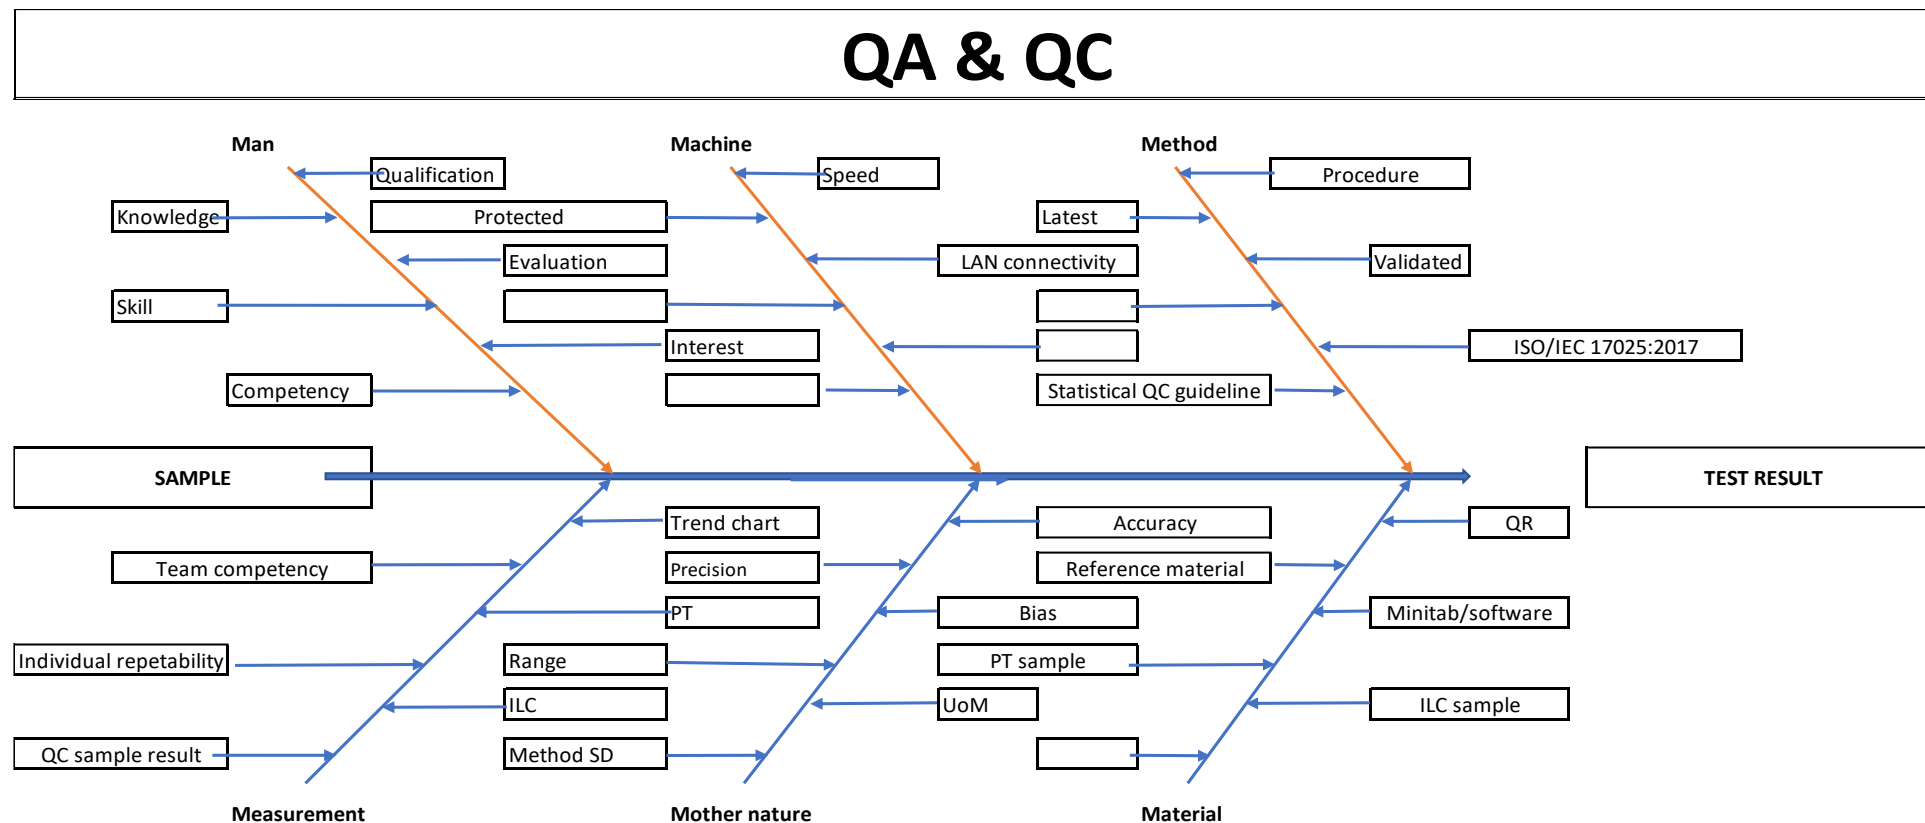 QA & QC
Man
Machine
Method
Qualification
Speed
Procedure
Knowledge
Protected
Latest
Evaluation
LAN connectivity
Validated
Skill
Interest
ISO/IEC 17025:2017
Competency
Statistical QC guideline
SAMPLE
TEST RESULT
Trend chart
Accuracy
QR
Team competency
Precision
Reference material
PT
Bias
Minitab/software
Individual repetability
Range
PT sample
ILC
UoM
ILC sample
QC sample result
Method SD
Measurement
Mother nature
Material